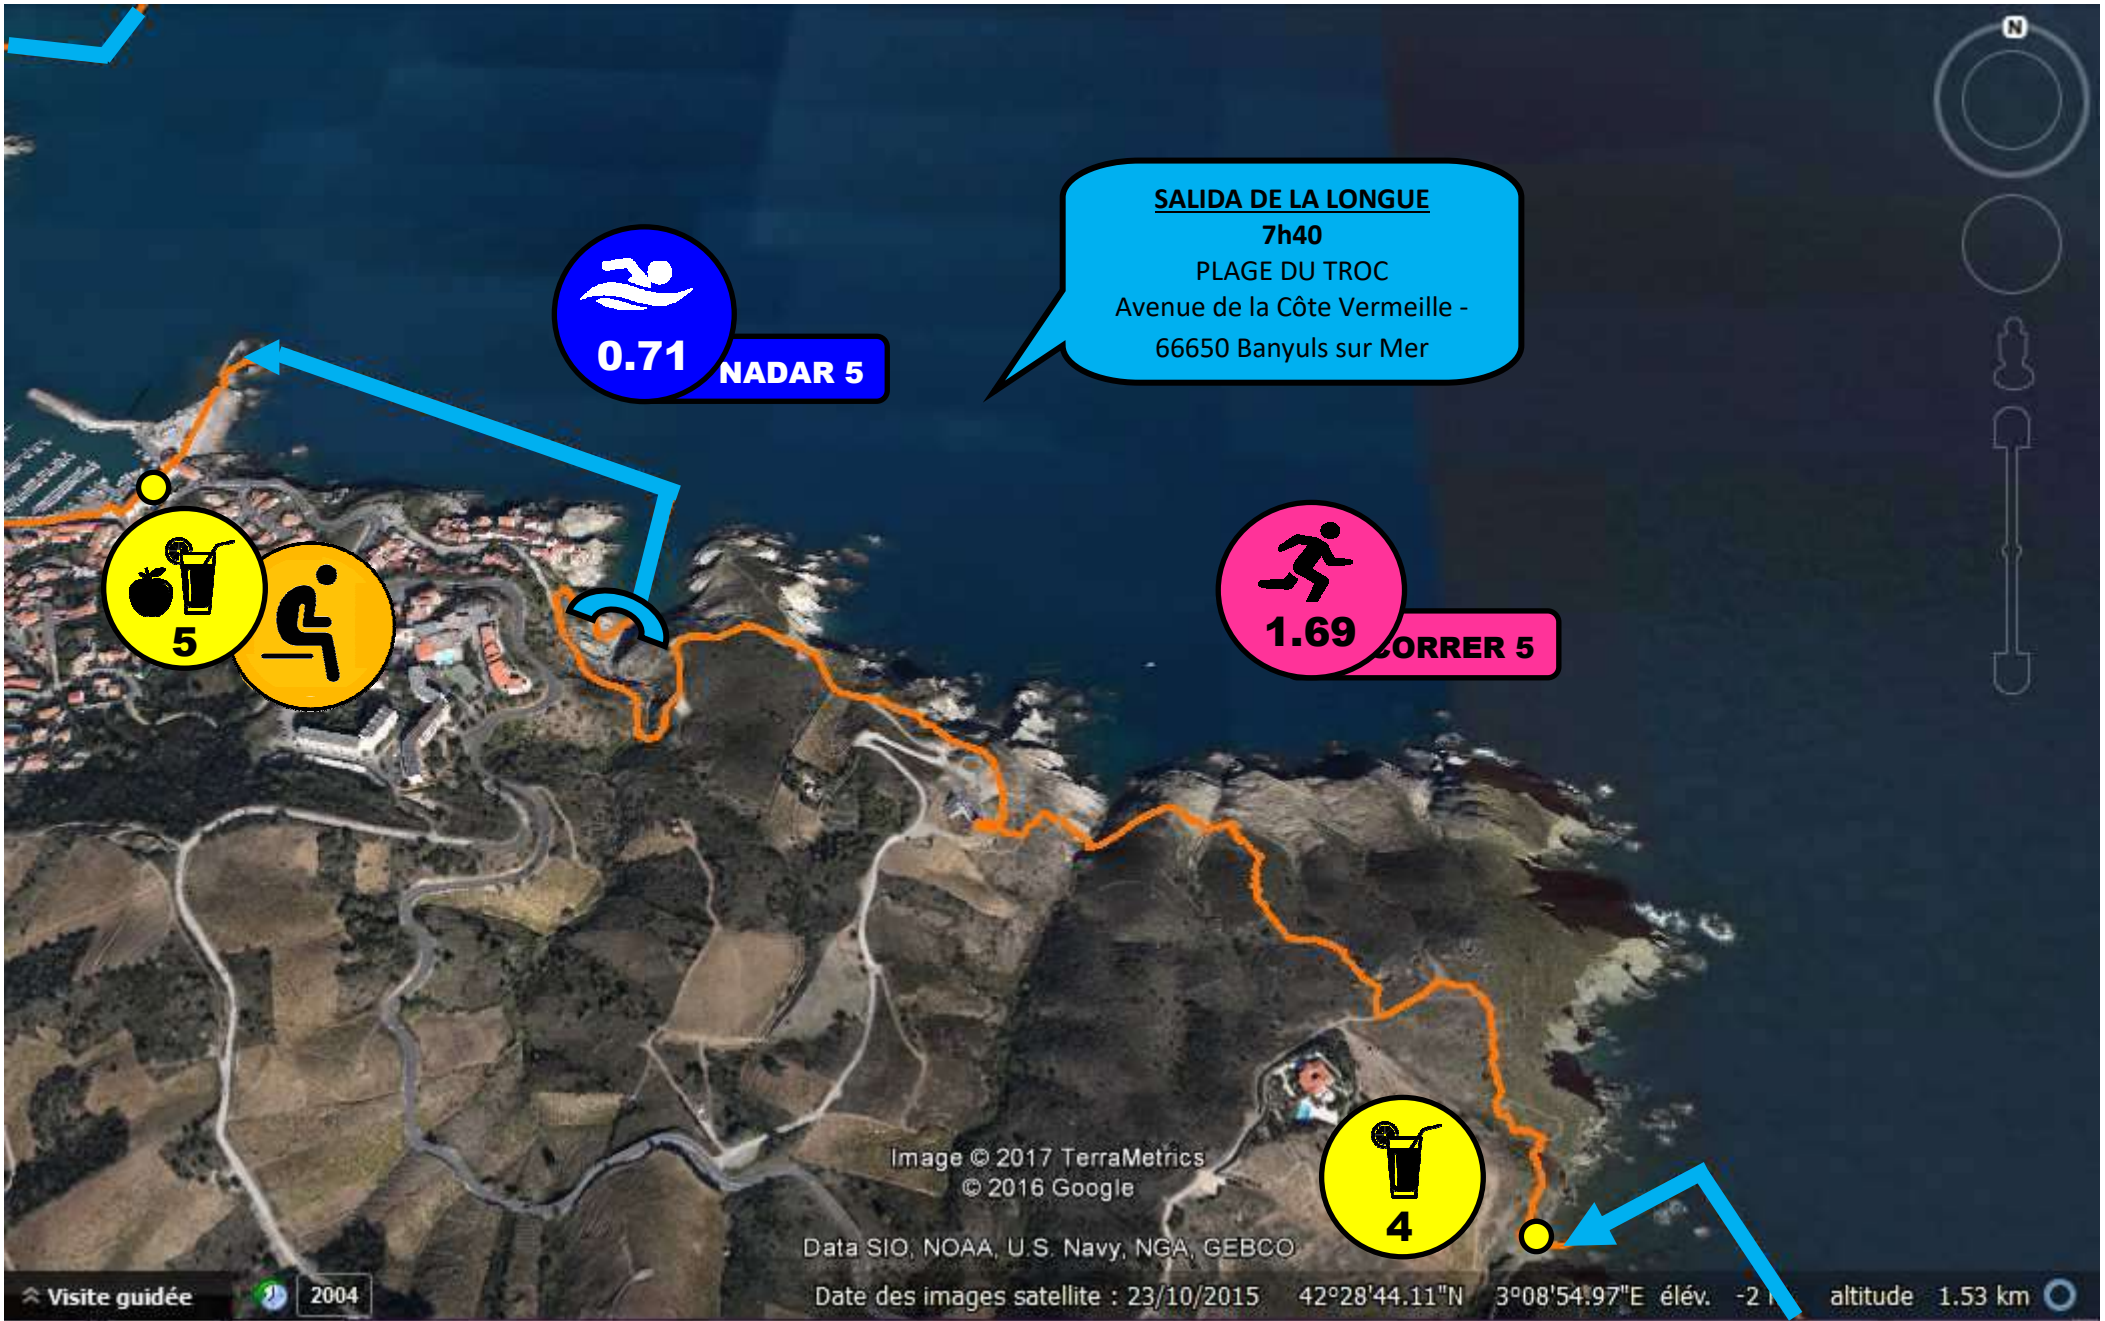 N
SALIDA DE LA LONGUE
7h40
PLAGE DU TROC
Avenue de la Côte Vermeille -
66650 Banyuls sur Mer
0.71
NADAR 5
1.69
CORRER 5
5
4
Image © 2017 TerraMetrics
© 2016 Google
Data SIO, NOAA, U.S. Navy, NGA, GEBCO
Visite guidée
2004
Date des images satellite : 23/10/2015 42°28'44.11"N 3°08'54.97"E élév. -2 altitude 1.53 km